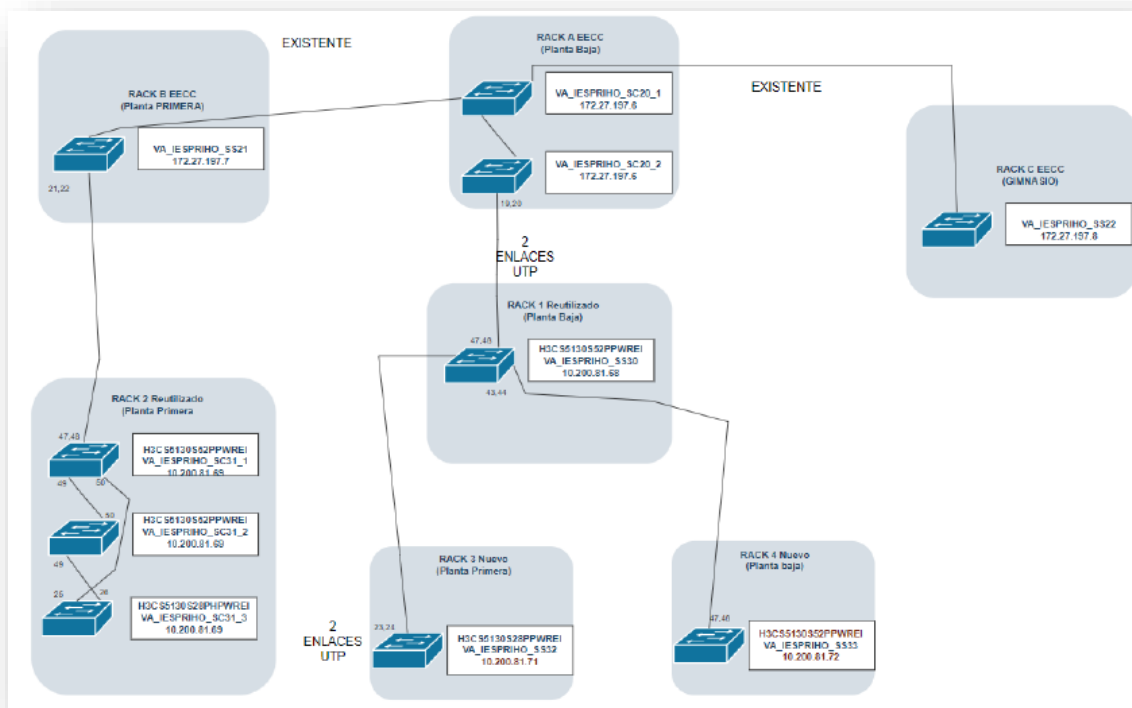 EXISTENTE
RACK A EECC
(Planta Baja)
VA_IESPRIHO_SC20_1
172.27.197.6
VA_IESPRIHO_SC20_2
172.27.197.6
19,20
RACK B EECC
(Planta PRIMERA)
VA_IESPRIHO_SS21
172.27.197.7
21,22
EXISTENTE
RACK C EECC
(GIMNASIO)
VA_IESPRIHO_SS22
172.27.197.8
2
ENLACES
UTP
RACK 1 Reutilizado
(Planta Baja)
47,48
H3CS5130S52PPWREI
VA_IESPRIHO_SS30
10.200.81.68
43,44
RACK 2 Reutilizado
(Planta Primera
47,48
H3CS5130S52PPWREI
VA_IESPRIHO_SC31_1
10.200.81.69
49
50
50
H3CS5130S52PPWREI
VA_IESPRIHO_SC31_2
10.200.81.69
49
25
26
H3CS5130S28PHPWREI
VA_IESPRIHO_SC31_3
10.200.81.69
RACK 3 Nuevo
(Planta Primera)
2
ENLACES
UTP
23,24
H3CS5130S28PPWREI
VA_IESPRIHO_SS32
10.200.81.71
RACK 4 Nuevo
(Planta baja)
47,48
H3CS5130S52PPWREI
VA_IESPRIHO_SS33
10.200.81.72